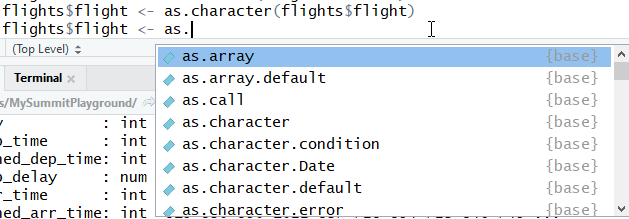 flights$flight <- as.character(flights$flight)
flights$flight <- as.
(Top Level)
as.array {base}
Terminal
as.array.default {base}
s/MySummitPlayground/
as.call {base}
: int
as.character {base}
_time : int
as.character.condition {base}
ned_dep_time: int
as.character.Date {base}
_delay : num
as.character.default {base}
_time : int
as.character.error {base}
ned_arr_time: int